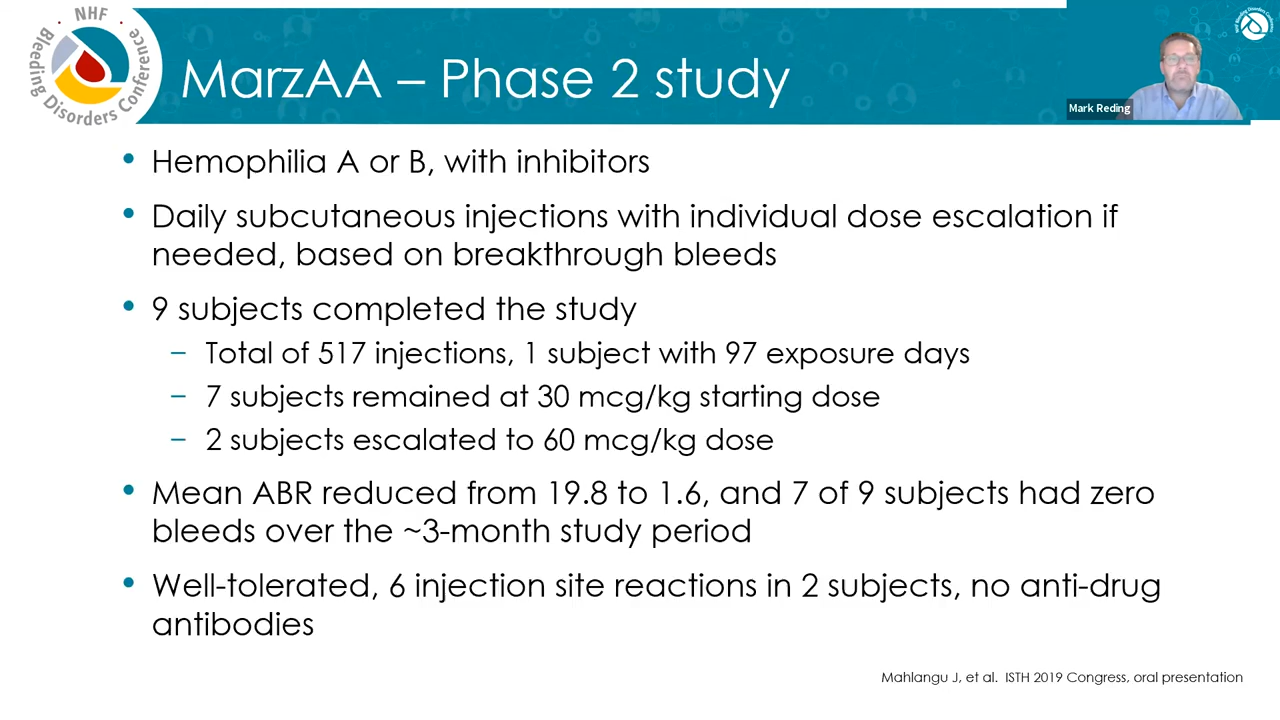 NHF
Bleeding Disorders Conference
MarzAA – Phase 2 study
Mark Reding
• Hemophilia A or B, with inhibitors
• Daily subcutaneous injections with individual dose escalation if
needed, based on breakthrough bleeds
• 9 subjects completed the study
– Total of 517 injections, 1 subject with 97 exposure days
– 7 subjects remained at 30 mcg/kg starting dose
– 2 subjects escalated to 60 mcg/kg dose
• Mean ABR reduced from 19.8 to 1.6, and 7 of 9 subjects had zero
bleeds over the ~3-month study period
• Well-tolerated, 6 injection site reactions in 2 subjects, no anti-drug
antibodies
Mahlangu J, et al. ISTH 2019 Congress, oral presentation